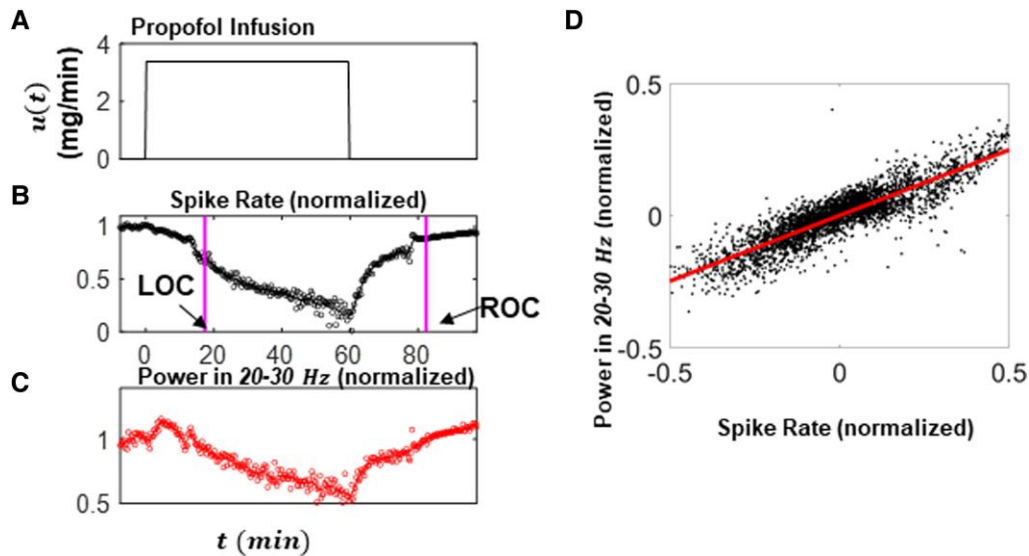 A
Propofol Infusion
4
2
0
u(t)
(mg/min)
B
Spike Rate (normalized)
1
0.5
0
LOC
ROC
0 20 40 60 80
C
Power in 20-30 Hz (normalized)
1
0.5
t (min)
D
0.5
0
-0.5
Power in 20-30 Hz (normalized)
-0.5 0 0.5
Spike Rate (normalized)